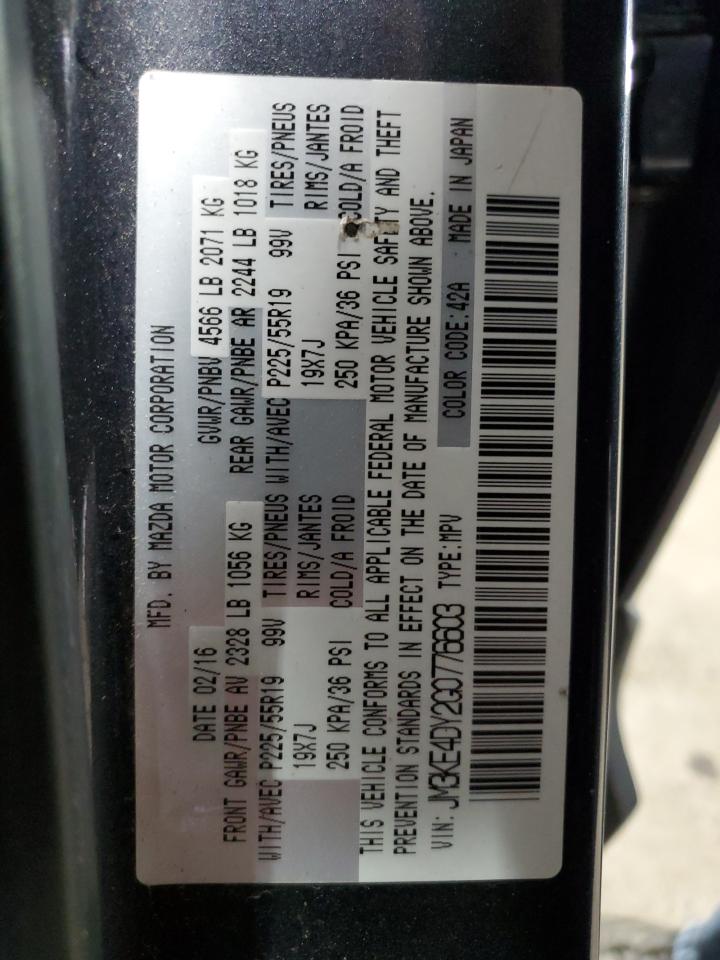 MFD. BY MAZDA MOTOR CORPORATION
DATE 02/16 GVWR/PNBV 4566 LB 2071 KG
FRONT GAWR/PNBE AV 2328 LB 1056 KG REAR GAWR/PNBE AR 2244 LB 1018 KG
WITH/AVEC P225/55R19 99V TIRES/PNEUS WITH/AVEC P225/55R19 99V TIRES/PNEUS
19X7J RIMS/JANTES 19X7J RIMS/JANTES
250 KPA/36 PSI COLD/A FROID 250 KPA/36 PSI COLD/A FROID
THIS VEHICLE CONFORMS TO ALL APPLICABLE FEDERAL MOTOR VEHICLE SAFETY AND THEFT
PREVENTION STANDARDS IN EFFECT ON THE DATE OF MANUFACTURE SHOWN ABOVE.
VIN: JM3KE4DY2G0776603 TYPE:MPV COLOR CODE:42A MADE IN JAPAN